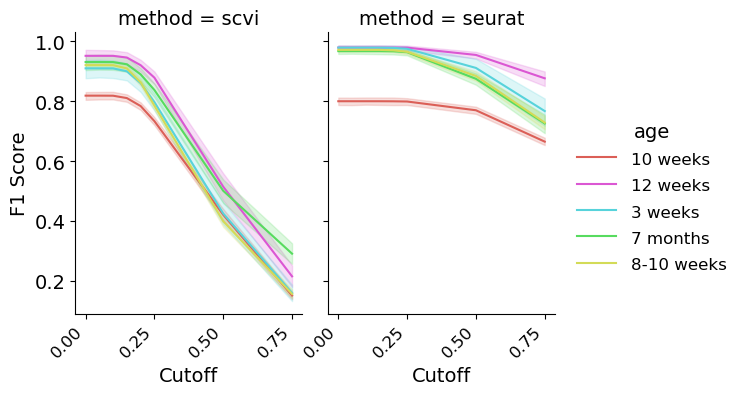 method = scvi
method = seurat
1.0
0.8
0.6
0.4
0.2
F1 Score
0.00
0.25
0.50
0.75
Cutoff
0.00
0.25
0.50
0.75
Cutoff
age
10 weeks
12 weeks
3 weeks
7 months
8-10 weeks